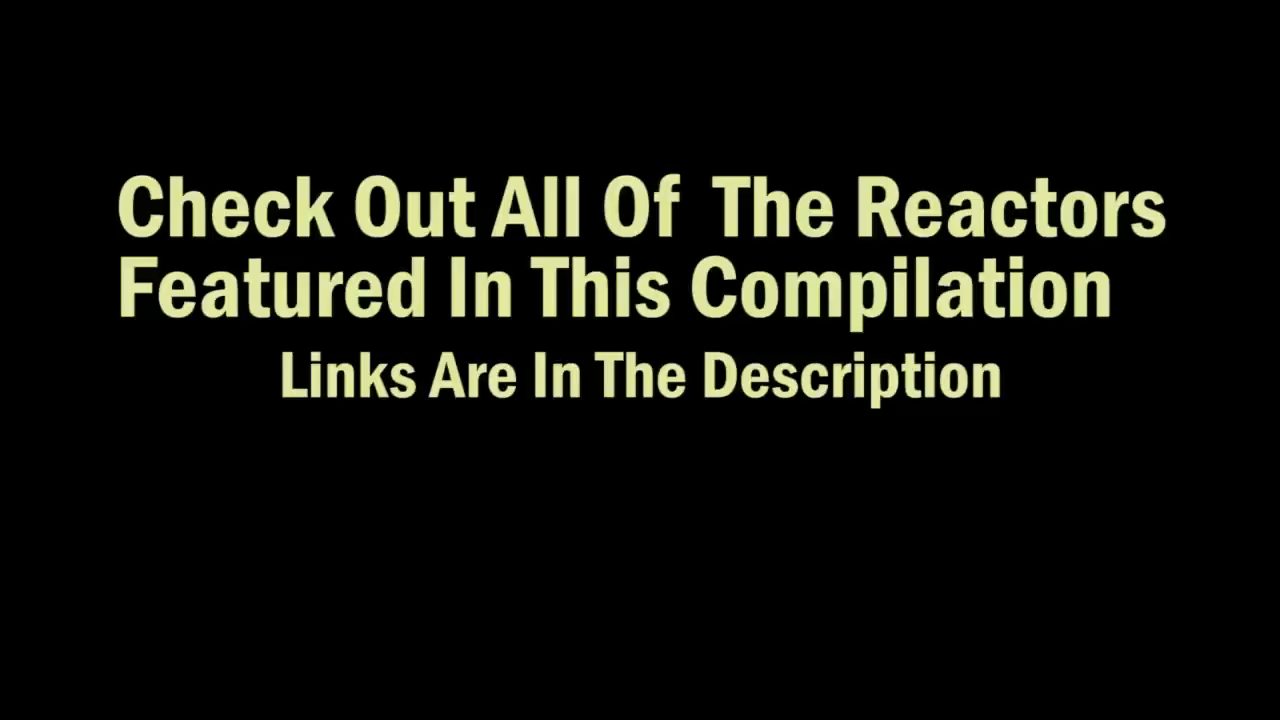 Check Out All Of The Reactors
Featured In This Compilation
Links Are In The Description